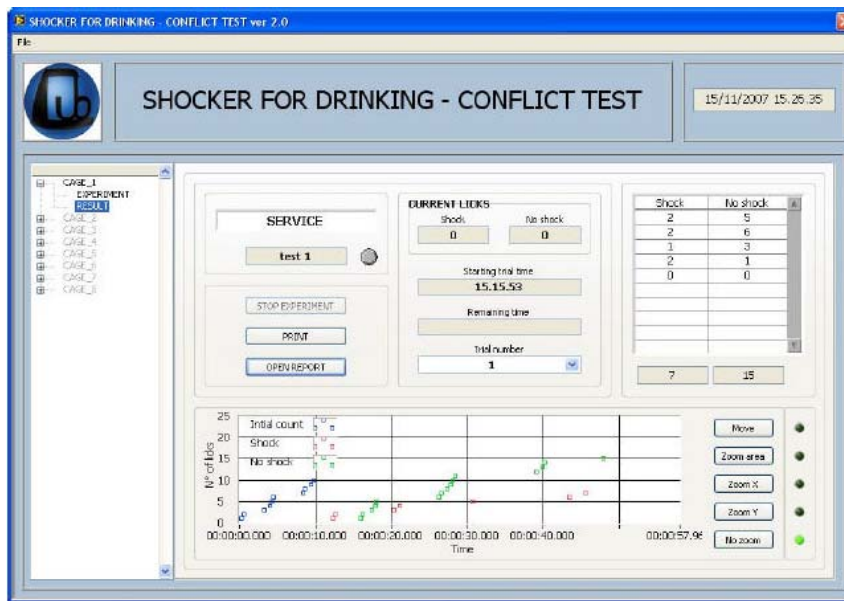 SHOCKER FOR DRINKING - CONFLICT TEST ver 2.0
File
SHOCKER FOR DRINKING - CONFLICT TEST
15/11/2007 15.25.35
CAGE_1
EXPERIMENT
RESULT
CAGE_2
CAGE_3
CAGE_4
CAGE_5
CAGE_6
CAGE_7
CAGE_8
SERVICE
test 1
STOP EXPERIMENT
PRINT
OPEN REPORT
CURRENT LICKS
Shock No shock
0 0
Starting trial time
15.15.53
Remaining time
Trial number
1
Shock No shock
2 5
2 6
1 3
2 1
0 0
7 15
N° of licks
25
20
15
10
5
0
Intial count
Shock
No shock
00:00:00.000 00:00:10.000 00:00:20.000 00:00:30.000 00:00:40.000 00:00:57.96
Time
Move
Zoom area
Zoom X
Zoom Y
No zoom